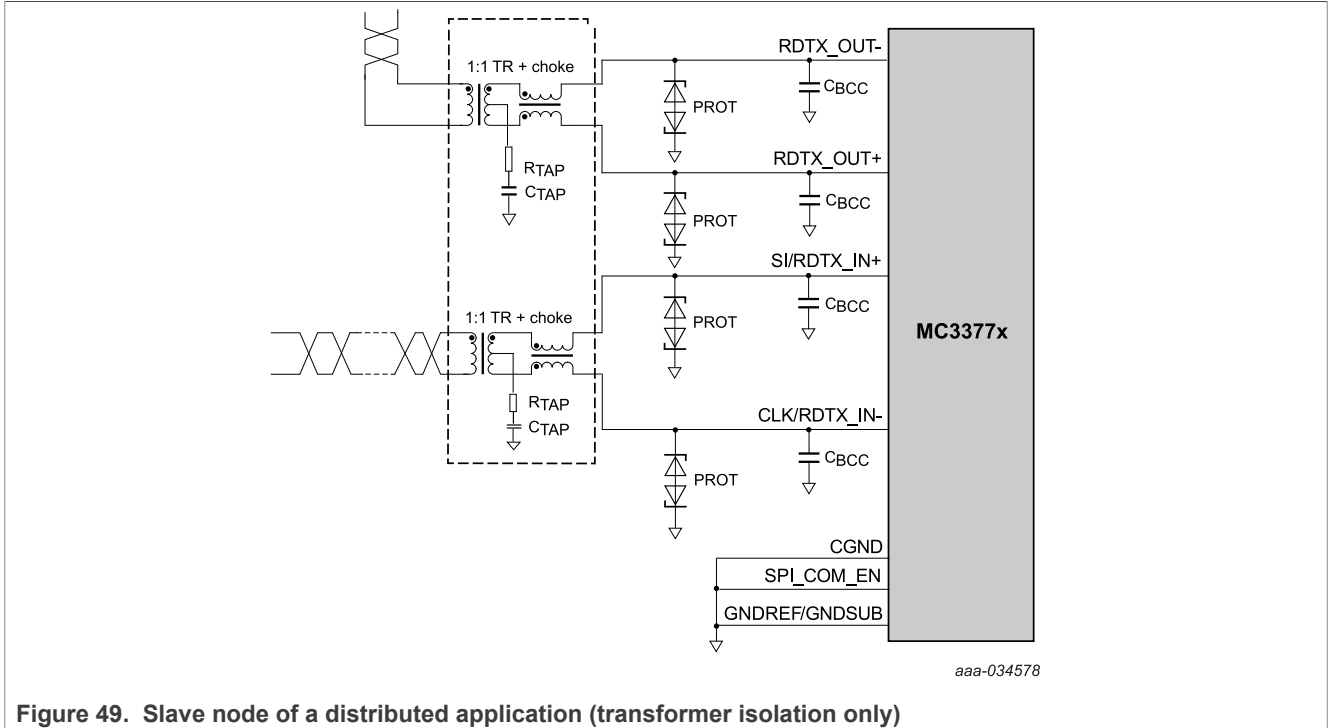 RDTX_OUT-
1:1 TR + choke
CBCC
PROT
RDTX_OUT+
RTAP
CTAP
CBCC
PROT
SI/RDTX_IN+
CBCC
1:1 TR + choke
PROT
MC3377x
RTAP
CTAP
CLK/RDTX_IN-
CBCC
PROT
CGND
SPI_COM_EN
GNDREF/GNDSUB
aaa-034578
Figure 49. Slave node of a distributed application (transformer isolation only)